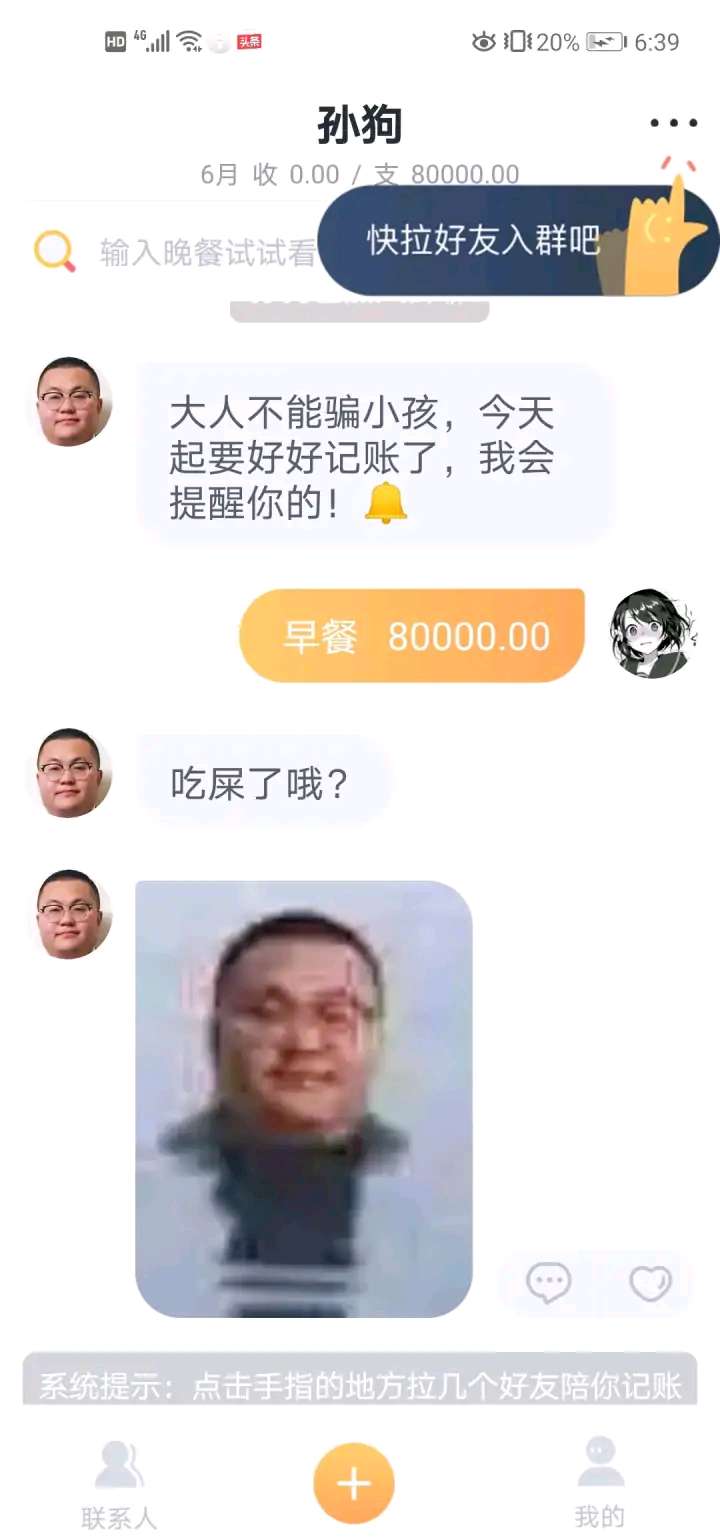 HD 4G 头条 20% 6:39
孙狗
6月 收 0.00 / 支 80000.00
输入晚餐试试看
快拉好友入群吧
大人不能骗小孩，今天
起要好好记账了，我会
提醒你的！
早餐 80000.00
吃屎了哦？
系统提示：点击手指的地方拉几个好友陪你记账
联系人
我的